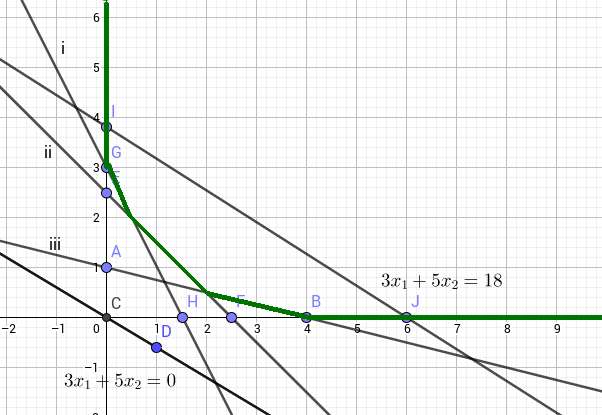 6
i
5
4
I
ii
G
3
E
2
iii
A
1
3x₁ + 5x₂ = 18
C
H
F
B
J
−2
−1
0
1
2
3
4
5
6
7
8
9
D
−1
3x₁ + 5x₂ = 0